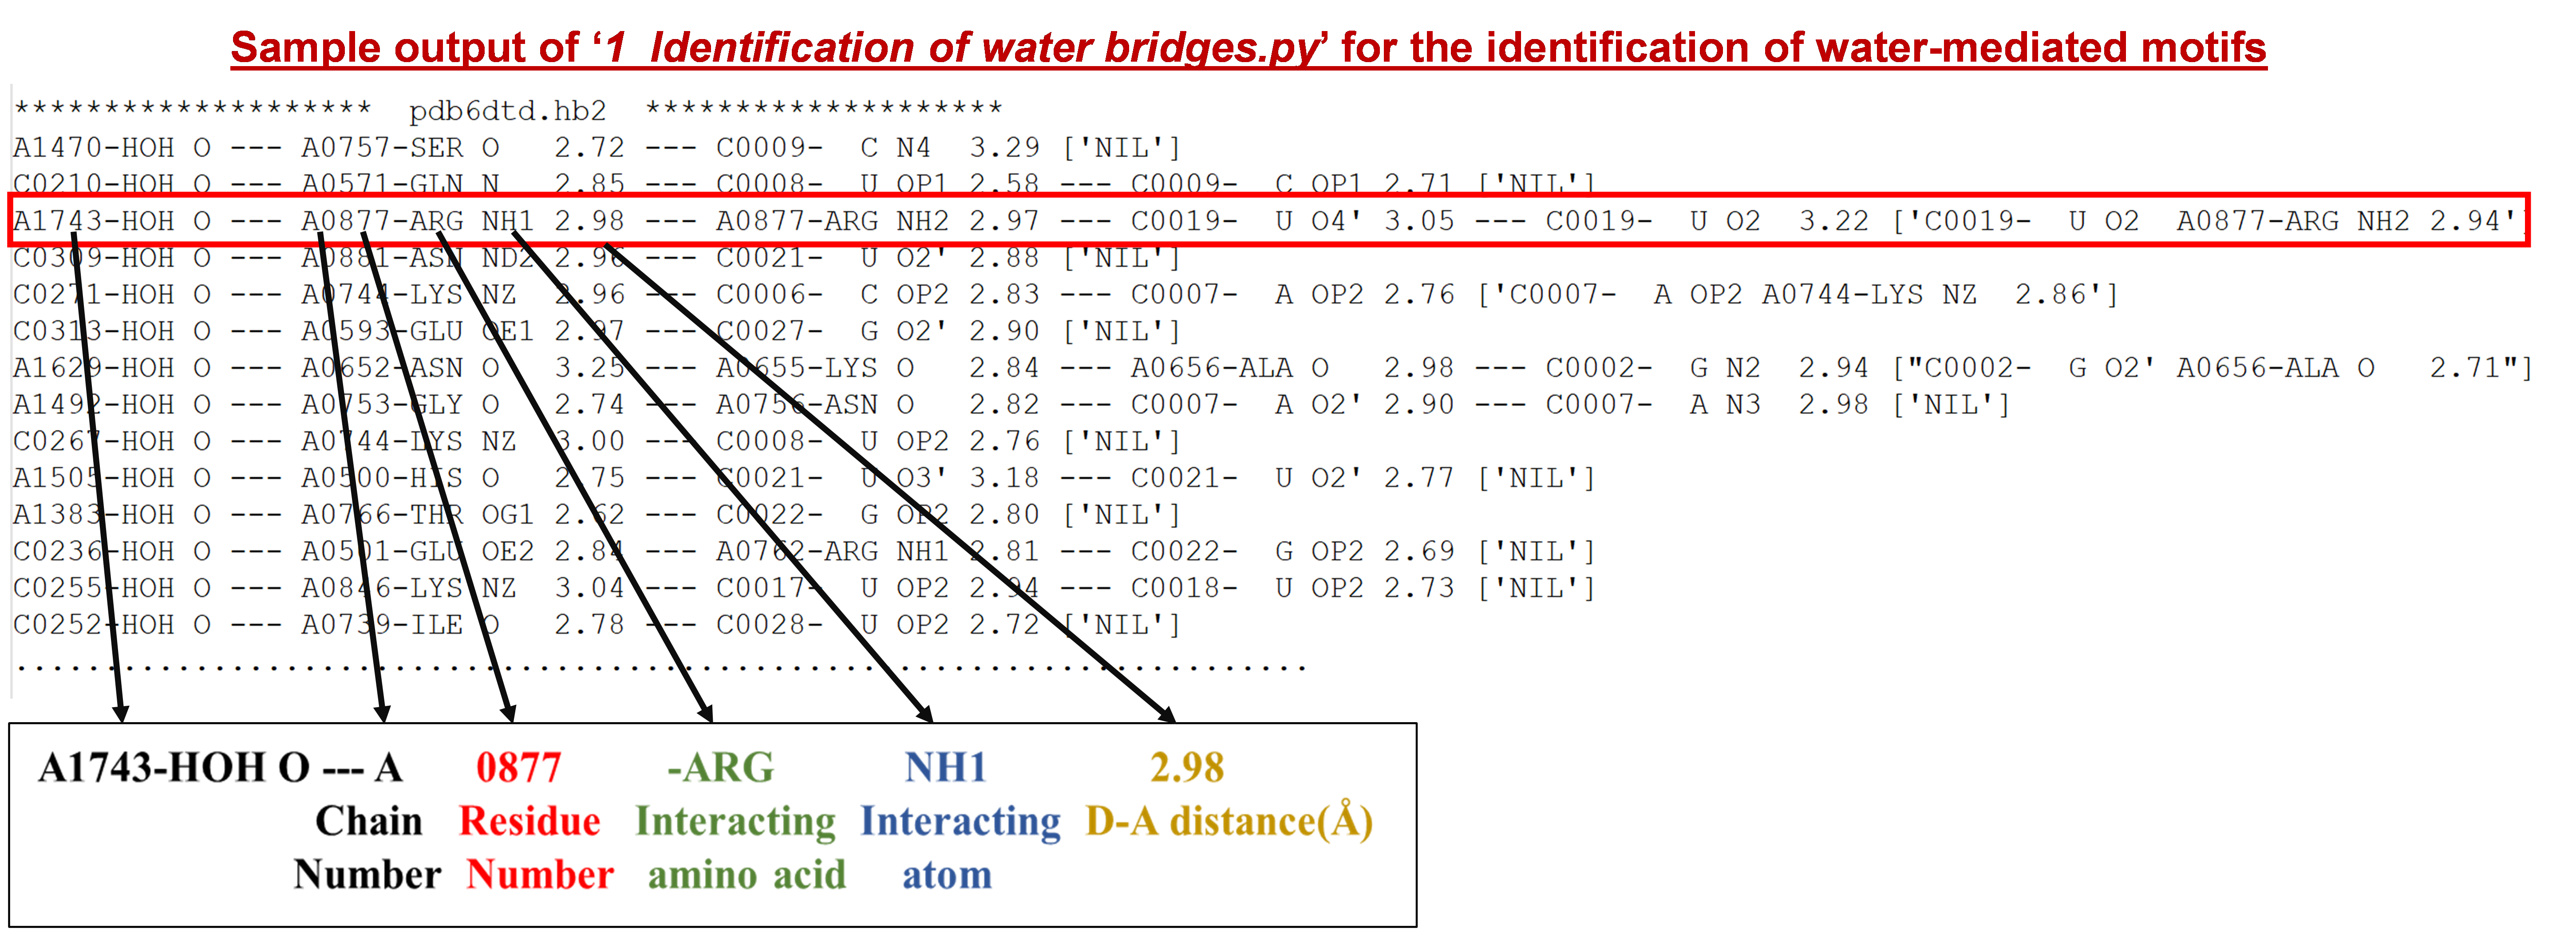 Sample output of ‘1_Identification of water bridges.py’ for the identification of water-mediated motifs
******************** pdb6dtd.hb2 ********************
A1470-HOH O --- A0757-SER O   2.72 --- C0009-  C N4  3.29 ['NIL']
C0210-HOH O --- A0571-GLN N   2.85 --- C0008-  U OP1 2.58 --- C0009-  C OP1 2.71 ['NIL']
A1743-HOH O --- A0877-ARG NH1 2.98 --- A0877-ARG NH2 2.97 --- C0019-  U O4' 3.05 --- C0019-  U O2  3.22 ['C0019-  U O2  A0877-ARG NH2 2.94']
C0309-HOH O --- A0881-ASN ND2 2.96 --- C0021-  U O2' 2.88 ['NIL']
C0271-HOH O --- A0744-LYS NZ  2.96 --- C0006-  C OP2 2.83 --- C0007-  A OP2 2.76 ['C0007-  A OP2 A0744-LYS NZ  2.86']
C0313-HOH O --- A0593-GLU OE1 2.97 --- C0027-  G O2' 2.90 ['NIL']
A1629-HOH O --- A0652-ASN O   3.25 --- A0655-LYS O   2.84 --- A0656-ALA O   2.98 --- C0002-  G N2  2.94 ["C0002-  G O2' A0656-ALA O   2.71"]
A1492-HOH O --- A0753-GLY O   2.74 --- A0756-ASN O   2.82 --- C0007-  A O2' 2.90 --- C0007-  A N3  2.98 ['NIL']
C0267-HOH O --- A0744-LYS NZ  3.00 --- C0008-  U OP2 2.76 ['NIL']
A1505-HOH O --- A0500-HIS O   2.75 --- C0021-  U O3' 3.18 --- C0021-  U O2' 2.77 ['NIL']
A1383-HOH O --- A0766-THR OG1 2.62 --- C0022-  G OP2 2.80 ['NIL']
C0236-HOH O --- A0501-GLU OE2 2.84 --- A0762-ARG NH1 2.81 --- C0022-  G OP2 2.69 ['NIL']
C0255-HOH O --- A0846-LYS NZ  3.04 --- C0017-  U OP2 2.94 --- C0018-  U OP2 2.73 ['NIL']
C0252-HOH O --- A0739-ILE O   2.78 --- C0028-  U OP2 2.72 ['NIL']
........................................................................
A1743-HOH O --- A 0877 -ARG NH1 2.98
Chain Residue Interacting Interacting D-A distance(Å)
Number Number amino acid atom